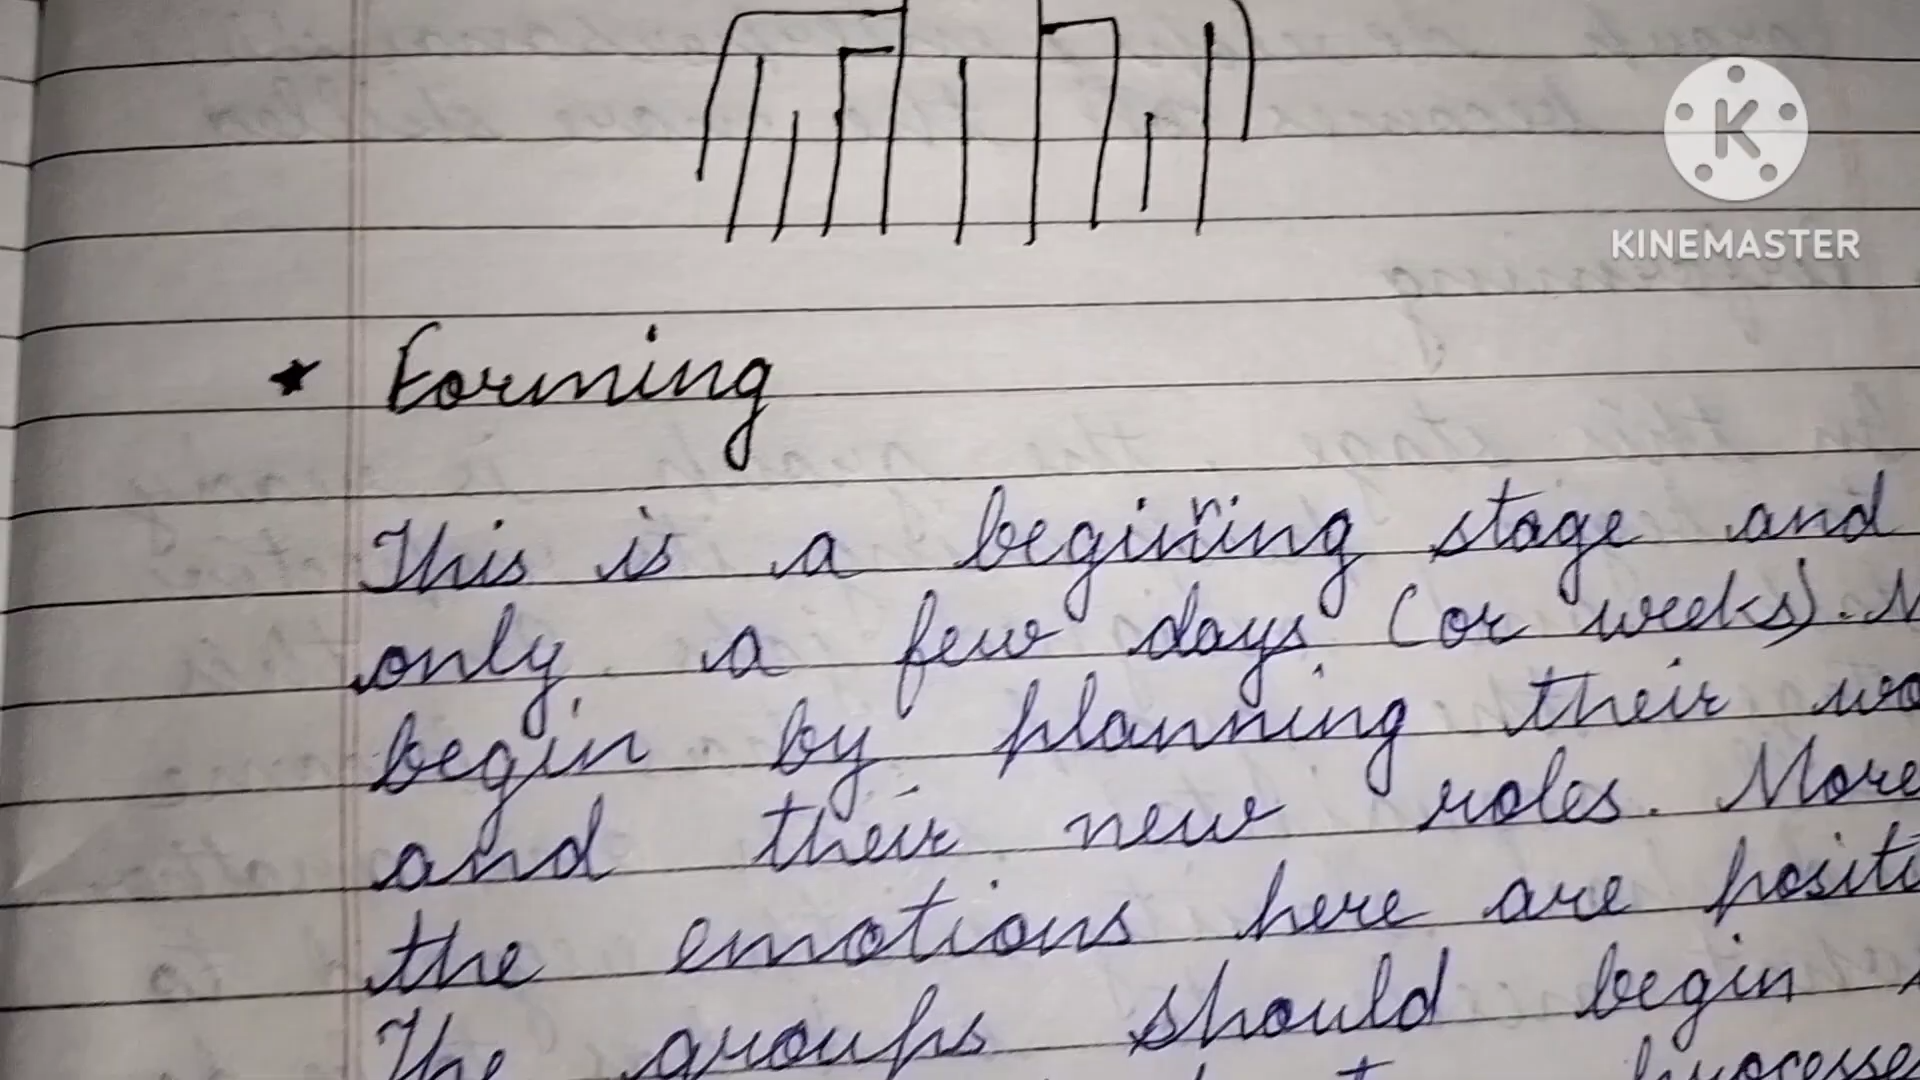 KINEMASTER
* Forming
This is a beginning stage and
only a few days (or weeks).
begin by planning their
and their new roles. More
the emotions here are
The groups should begin